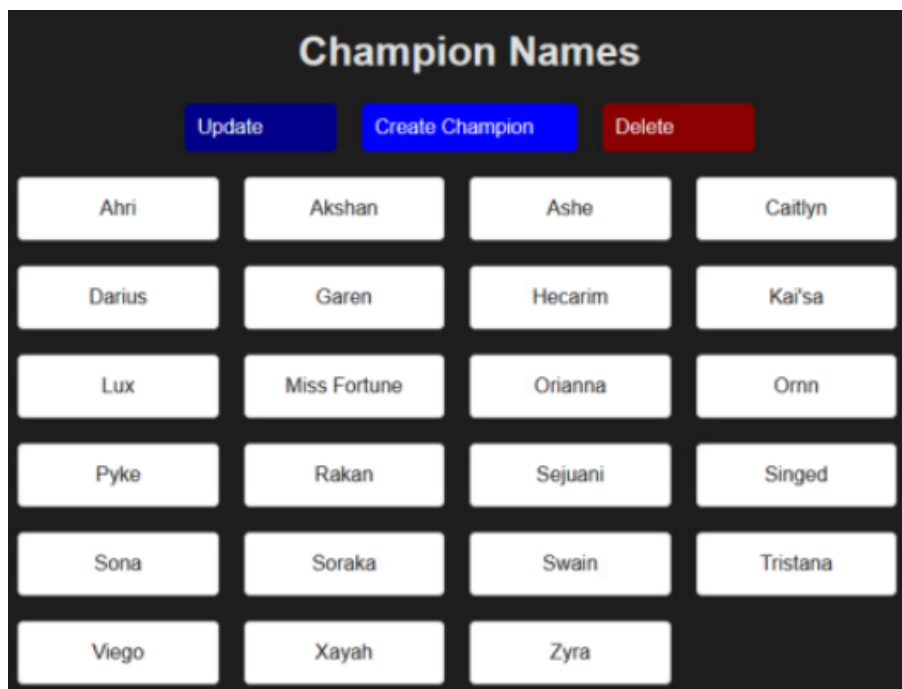 Champion Names
Update Create Champion Delete
Ahri Akshan Ashe Caitlyn
Darius Garen Hecarim Kai'sa
Lux Miss Fortune Orianna Ornn
Pyke Rakan Sejuani Singed
Sona Soraka Swain Tristana
Viego Xayah Zyra